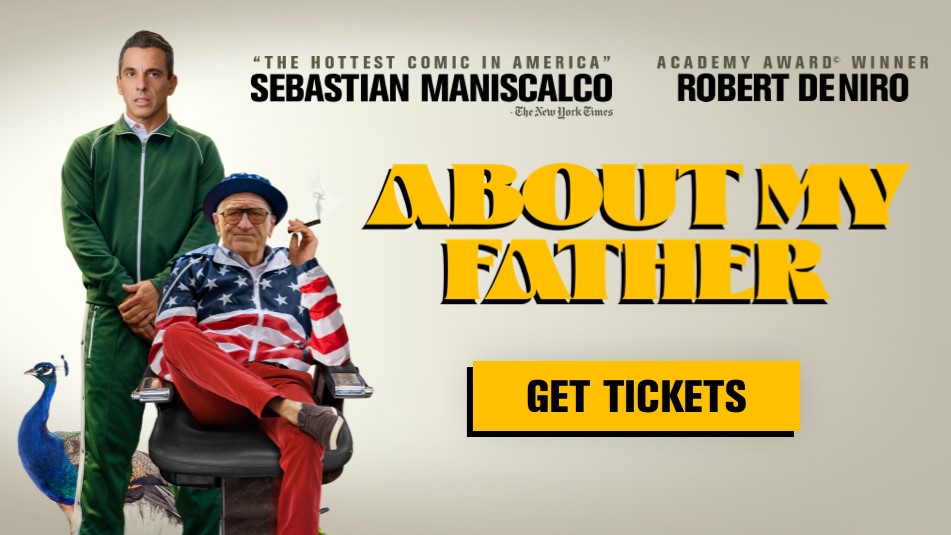 "THE HOTTEST COMIC IN AMERICA"
SEBASTIAN MANISCALCO
- The New York Times
ACADEMY AWARD© WINNER
ROBERT DE NIRO
ABOUT MY
FATHER
GET TICKETS